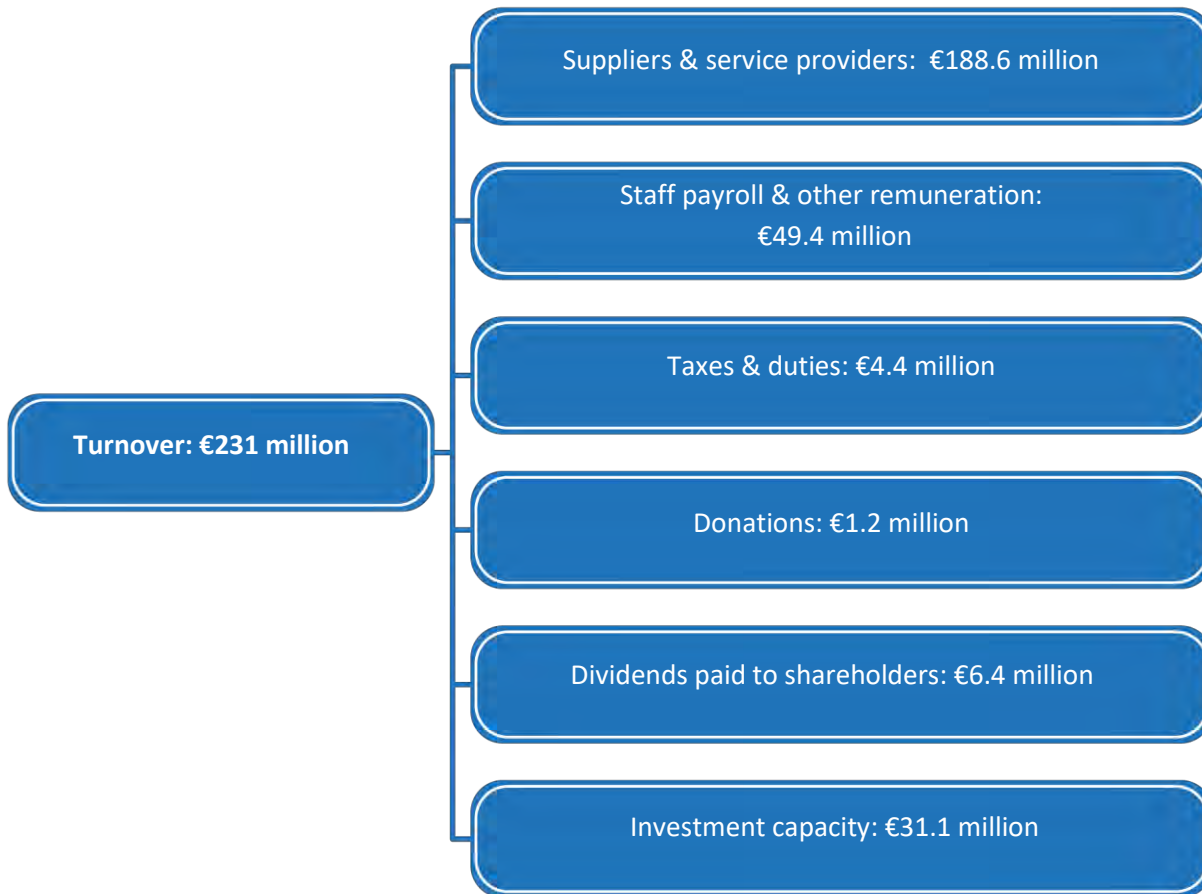 Suppliers & service providers: €188.6 million
Staff payroll & other remuneration:
€49.4 million
Taxes & duties: €4.4 million
Turnover: €231 million
Donations: €1.2 million
Dividends paid to shareholders: €6.4 million
Investment capacity: €31.1 million